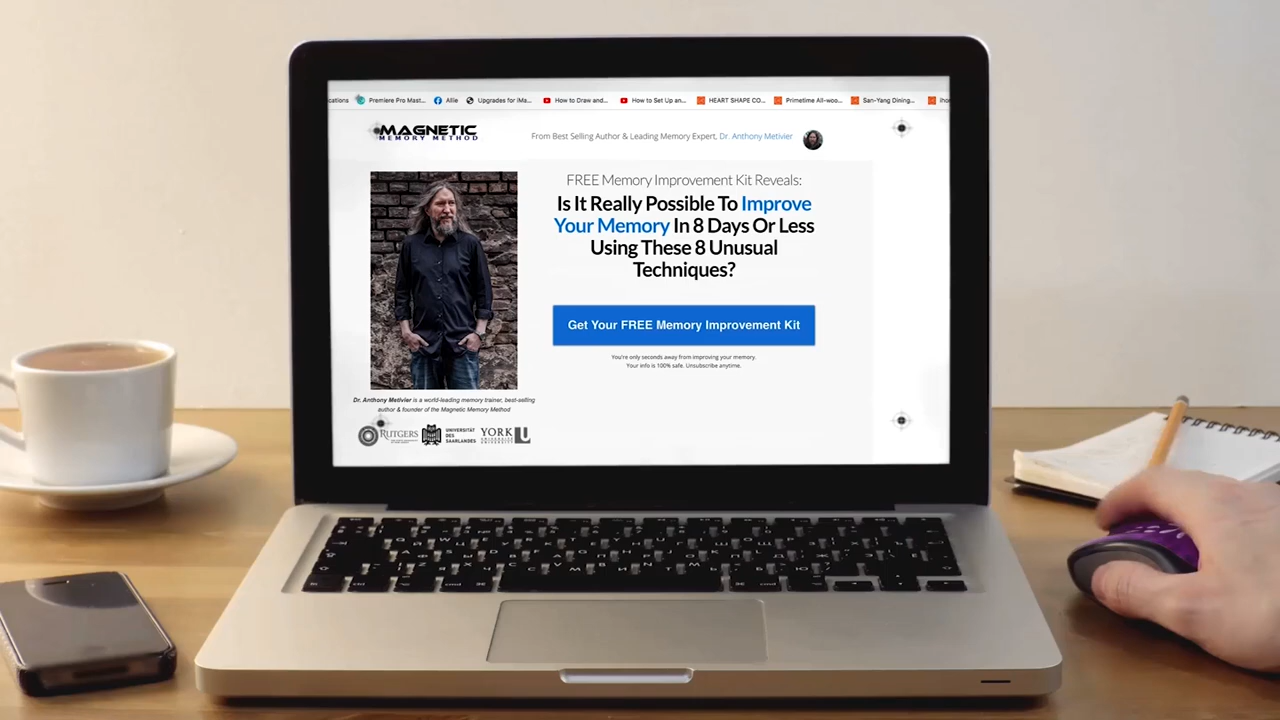 cations Premiere Pro Mast... Allie Upgrades for iMa... How to Draw and... How to Set Up an... HEART SHAPE CO... Primetime All-woo... San-Yang Dining...
MAGNETIC
MEMORY METHOD
From Best Selling Author & Leading Memory Expert, Dr. Anthony Metivier
FREE Memory Improvement Kit Reveals:
Is It Really Possible To Improve
Your Memory In 8 Days Or Less
Using These 8 Unusual
Techniques?
Get Your FREE Memory Improvement Kit
You're only seconds away from improving your memory.
Your info is 100% safe. Unsubscribe anytime.
Dr. Anthony Metivier is a world-leading memory trainer, best-selling
author & founder of the Magnetic Memory Method
RUTGERS
UNIVERSITÄT
DES
SAARLANDES
YORK U